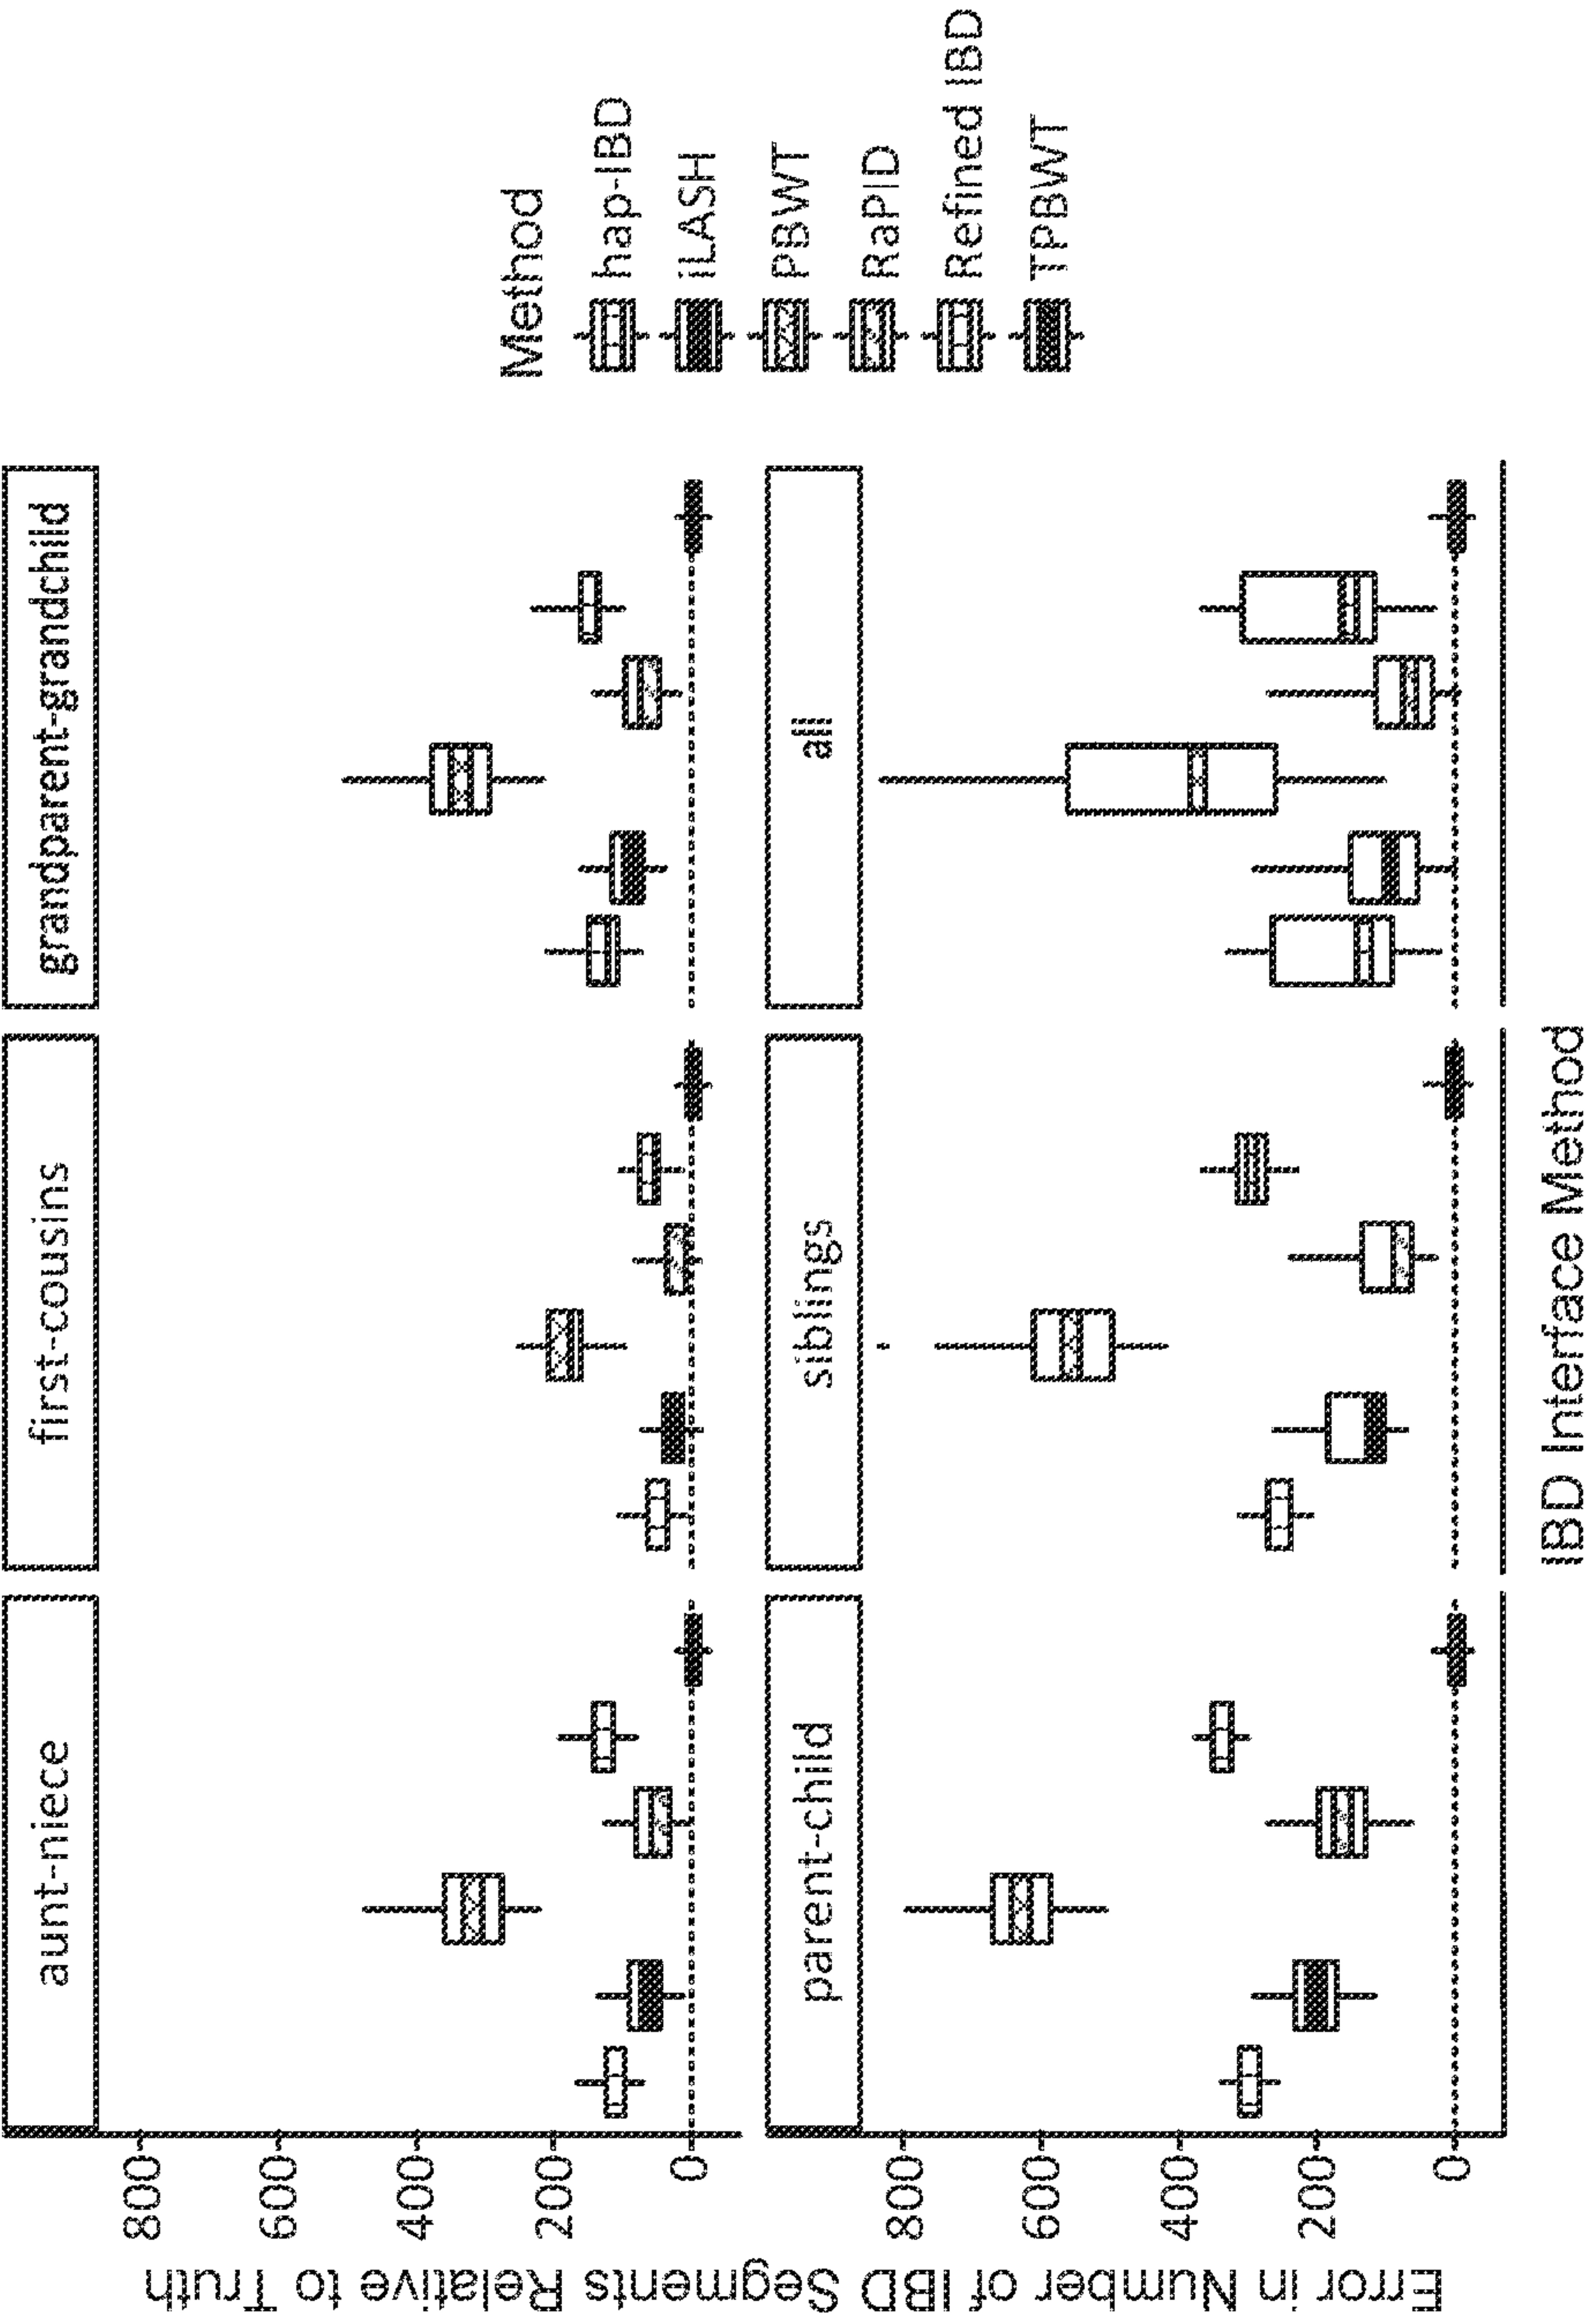 aunt-niece
first-cousins
grandparent-grandchild
800
600
400
200
0
parent-child
siblings
all
800
600
400
200
0
Error in Number of IBD Segments Relative to Truth
IBD Interface Method
Method
hap-IBD
iLASH
PBWT
RaPID
Refined IBD
TPBWT